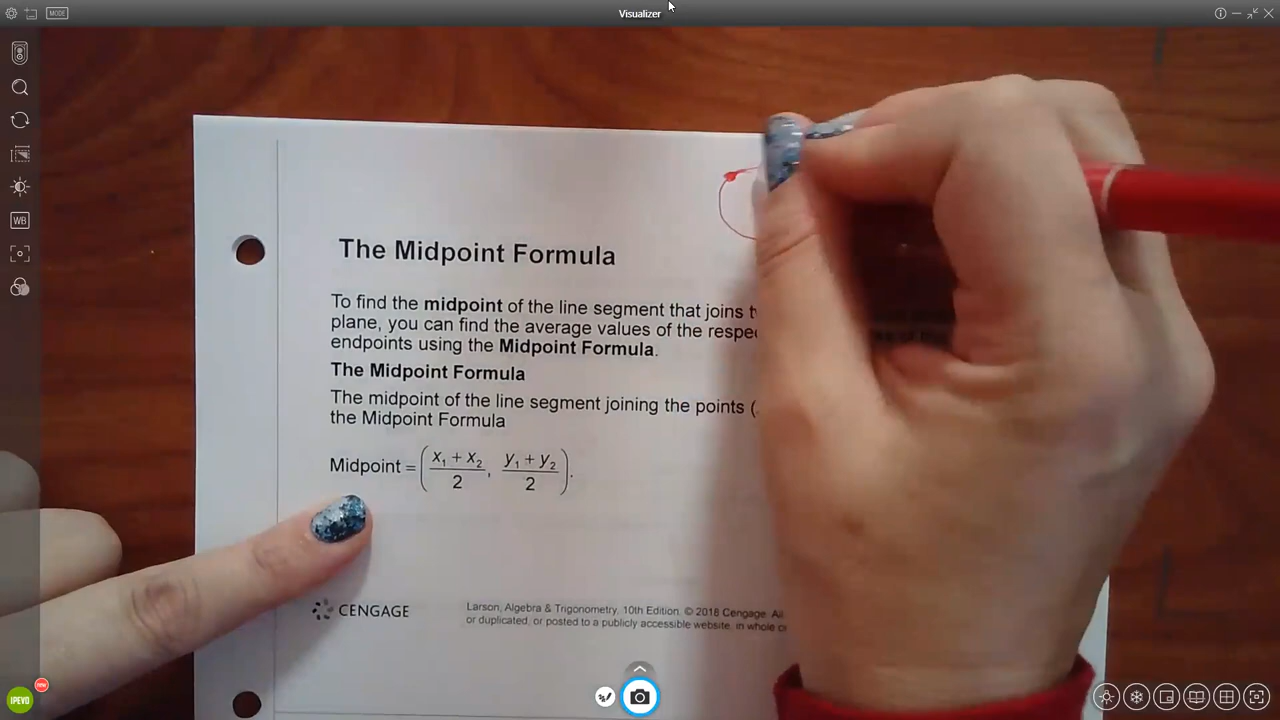 MODE
Visualizer
WB
The Midpoint Formula
To find the midpoint of the line segment that joins
plane, you can find the average values of the
endpoints using the Midpoint Formula.
The Midpoint Formula
The midpoint of the line segment joining the points (
the Midpoint Formula
Midpoint = (x₁ + x₂ / 2, y₁ + y₂ / 2).
CENGAGE
Larson, Algebra & Trigonometry, 10th Edition. © 2018 Cengage. All
or duplicated, or posted to a publicly accessible website, in whole
new
IPEVO